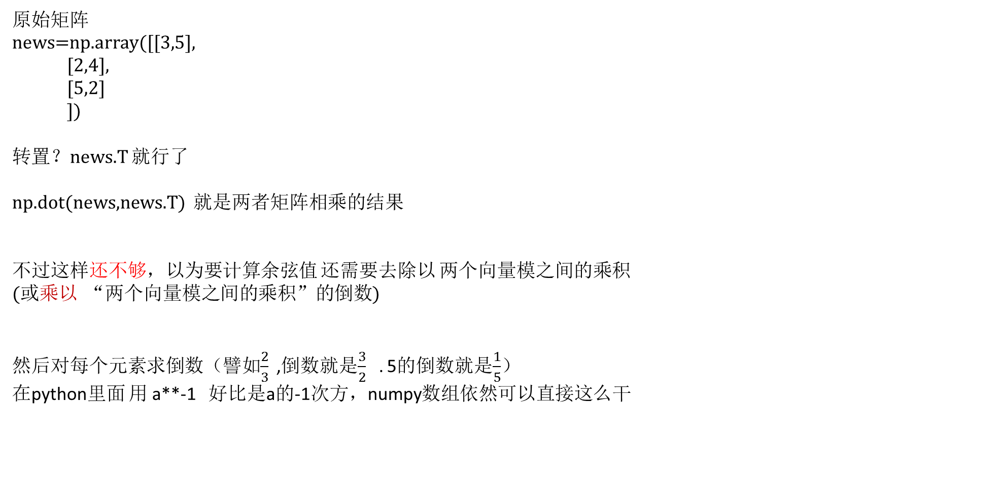 原始矩阵
news=np.array([[3,5],
[2,4],
[5,2]
])
转置？news.T 就行了
np.dot(news,news.T) 就是两者矩阵相乘的结果
不过这样还不够，以为要计算余弦值 还需要去除以 两个向量模之间的乘积
(或乘以 “两个向量模之间的乘积”的倒数)
然后对每个元素求倒数（譬如2/3 ,倒数就是3/2 . 5的倒数就是1/5）
在python里面 用 a**-1 好比是a的-1次方，numpy数组依然可以直接这么干